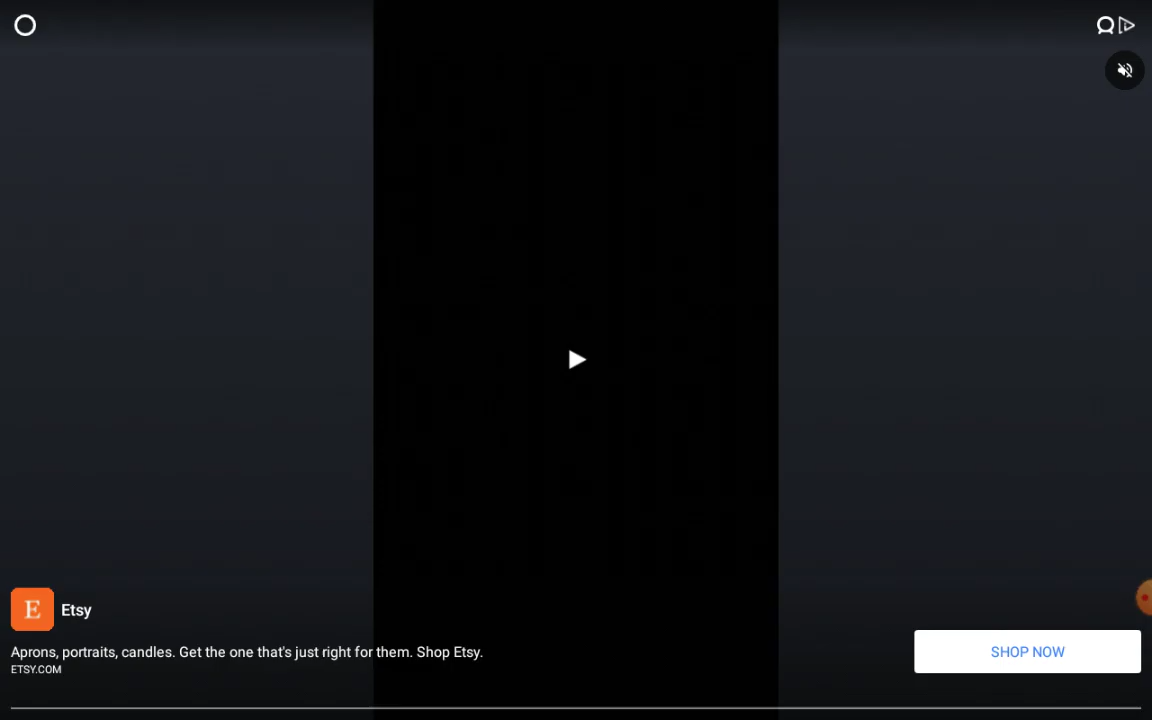 E
Etsy
Aprons, portraits, candles. Get the one that's just right for them. Shop Etsy.
ETSY.COM
SHOP NOW